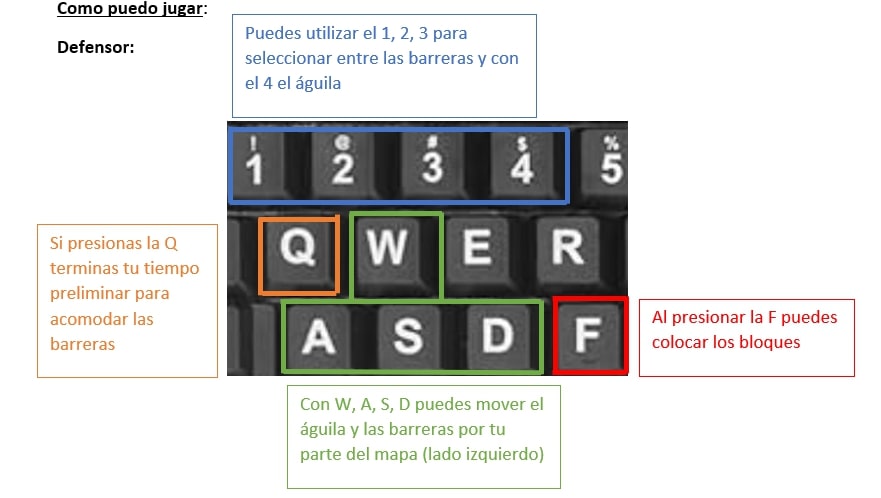 Como puedo jugar:
Defensor:
Puedes utilizar el 1, 2, 3 para
seleccionar entre las barreras y con
el 4 el águila
! @ # $ %
1 2 3 4 5
Q W E R
A S D F
Si presionas la Q
terminas tu tiempo
preliminar para
acomodar las
barreras
Al presionar la F puedes
colocar los bloques
Con W, A, S, D puedes mover el
águila y las barreras por tu
parte del mapa (lado izquierdo)